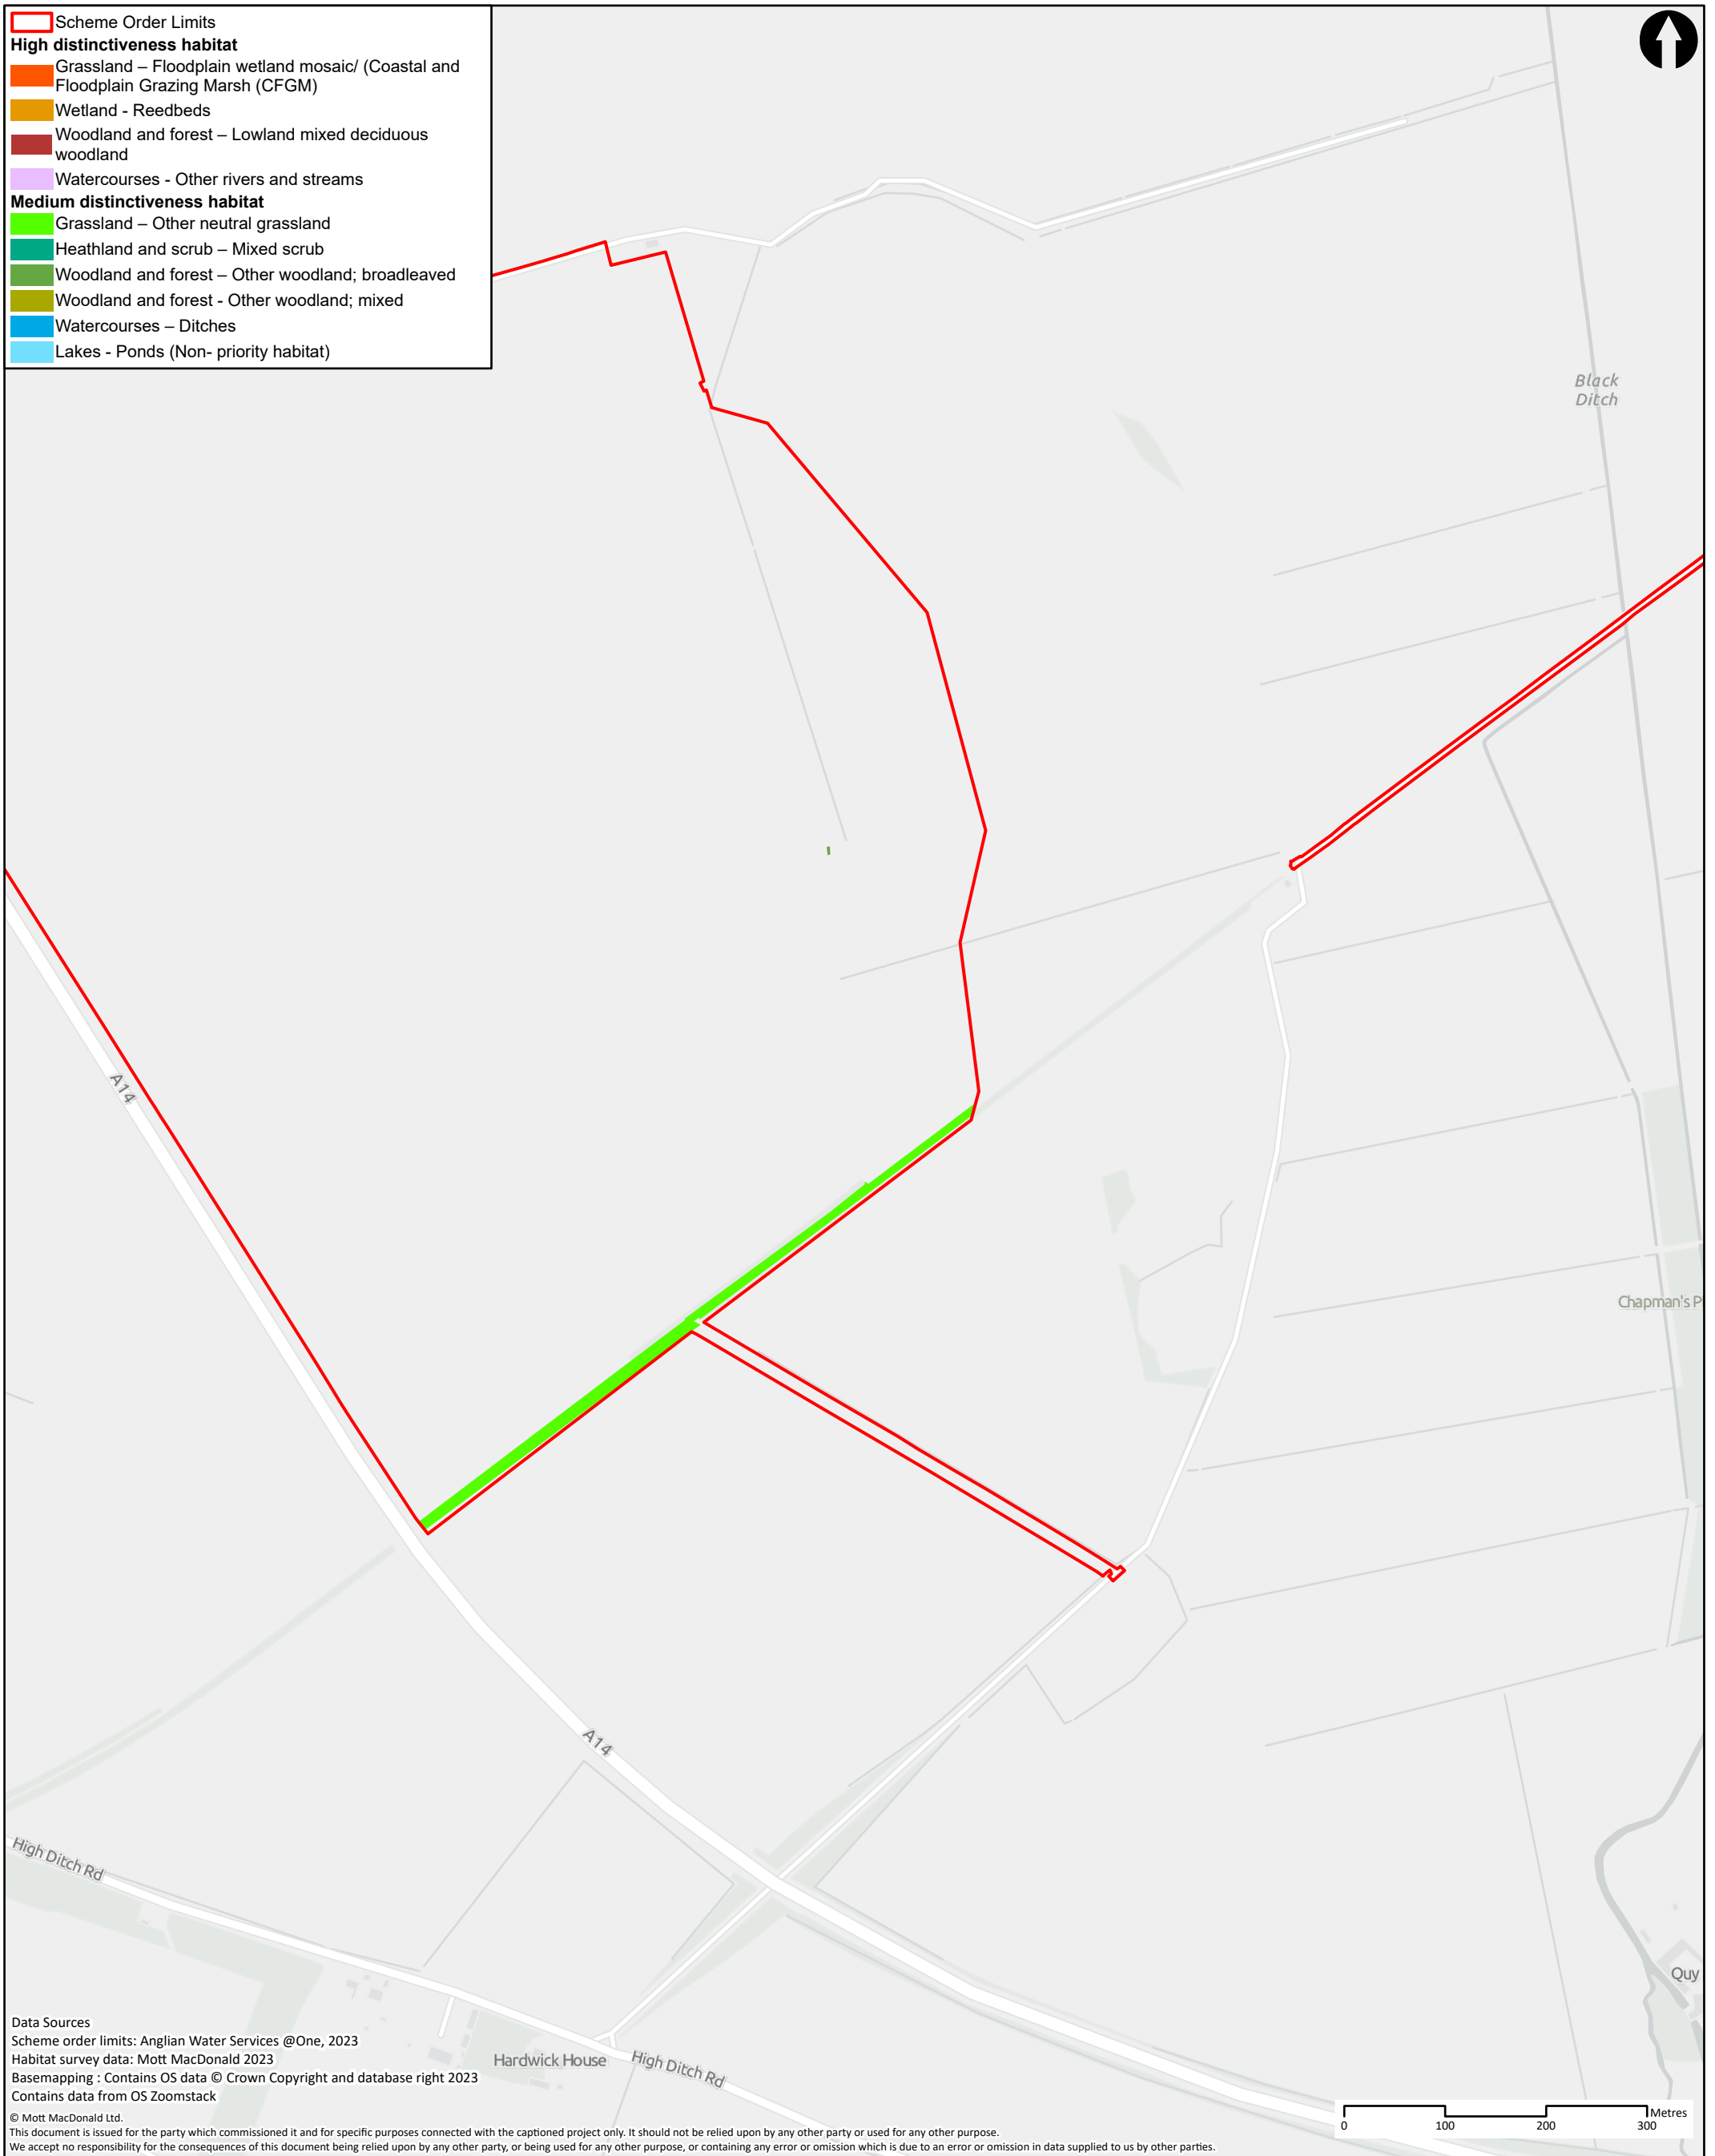 Scheme Order Limits
High distinctiveness habitat
Grassland – Floodplain wetland mosaic/ (Coastal and
Floodplain Grazing Marsh (CFGM)
Wetland - Reedbeds
Woodland and forest – Lowland mixed deciduous
woodland
Watercourses - Other rivers and streams
Medium distinctiveness habitat
Grassland – Other neutral grassland
Heathland and scrub – Mixed scrub
Woodland and forest – Other woodland; broadleaved
Woodland and forest - Other woodland; mixed
Watercourses – Ditches
Lakes - Ponds (Non- priority habitat)
Black
Ditch
A14
Chapman's P
A14
High Ditch Rd
Quy
Hardwick House
High Ditch Rd
Data Sources
Scheme order limits: Anglian Water Services @One, 2023
Habitat survey data: Mott MacDonald 2023
Basemapping : Contains OS data © Crown Copyright and database right 2023
Contains data from OS Zoomstack
© Mott MacDonald Ltd.
This document is issued for the party which commissioned it and for specific purposes connected with the captioned project only. It should not be relied upon by any other party or used for any other purpose.
We accept no responsibility for the consequences of this document being relied upon by any other party, or being used for any other purpose, or containing any error or omission which is due to an error or omission in data supplied to us by other parties.
Metres
0 100 200 300